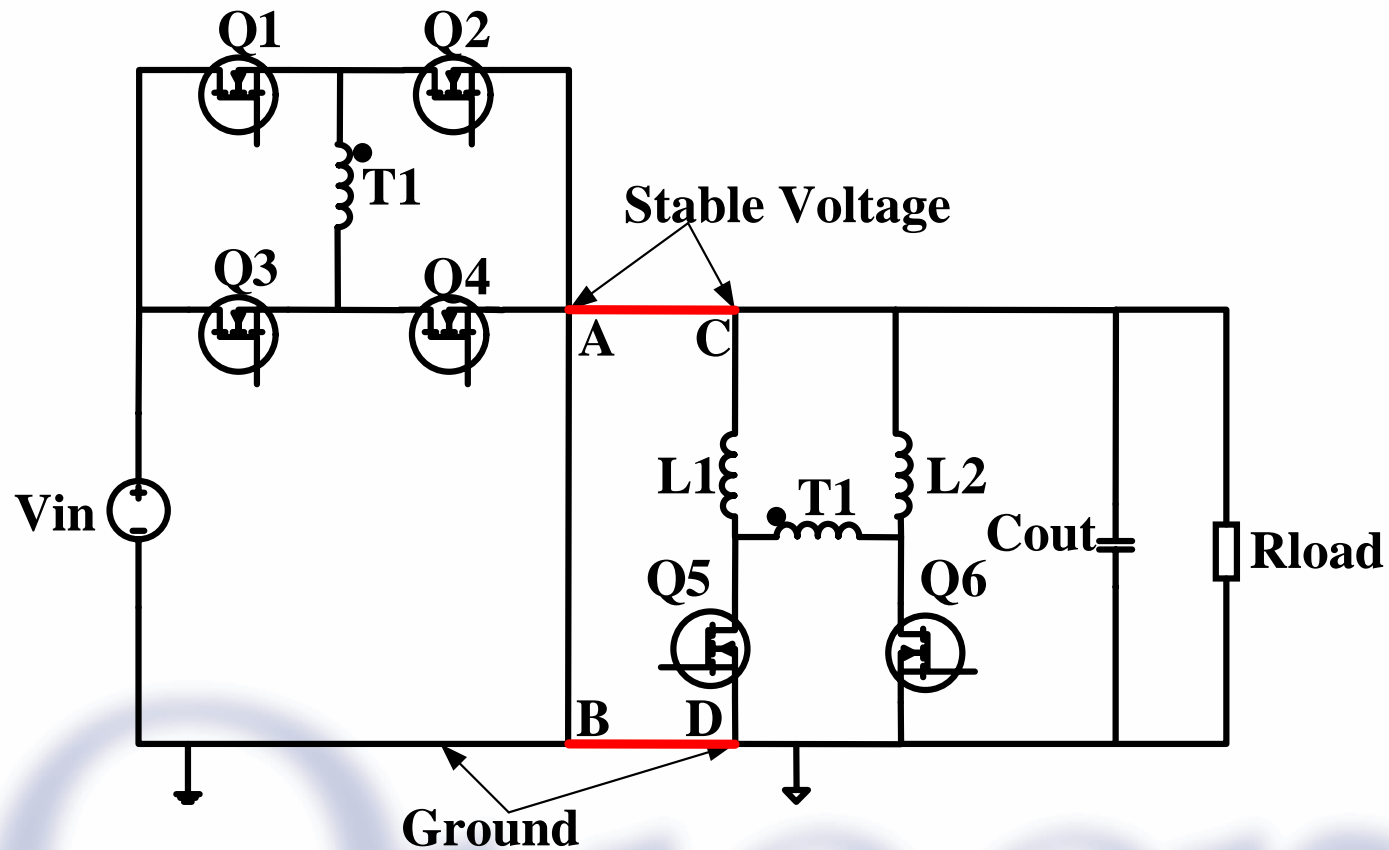 Q1
Q2
T1
Stable Voltage
Q3
Q4
A
C
L1
T1
L2
Vin
Cout
Rload
Q5
Q6
B
D
Ground